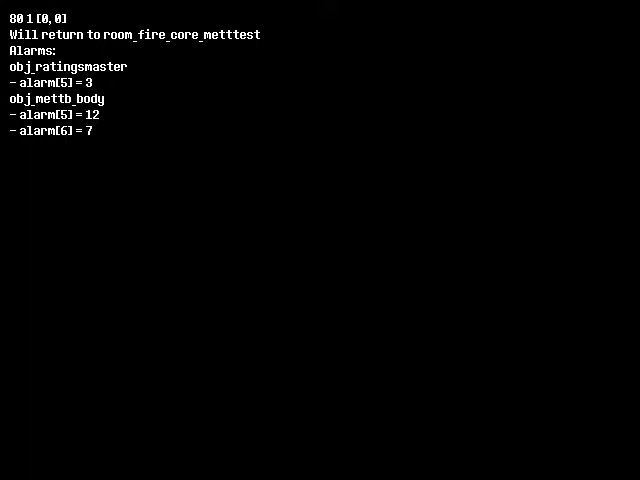 80 1 [0, 0]
Will return to room_fire_core_metttest
Alarms:
obj_ratingsmaster
- alarm[5] = 3
obj_mettb_body
- alarm[5] = 12
- alarm[6] = 7